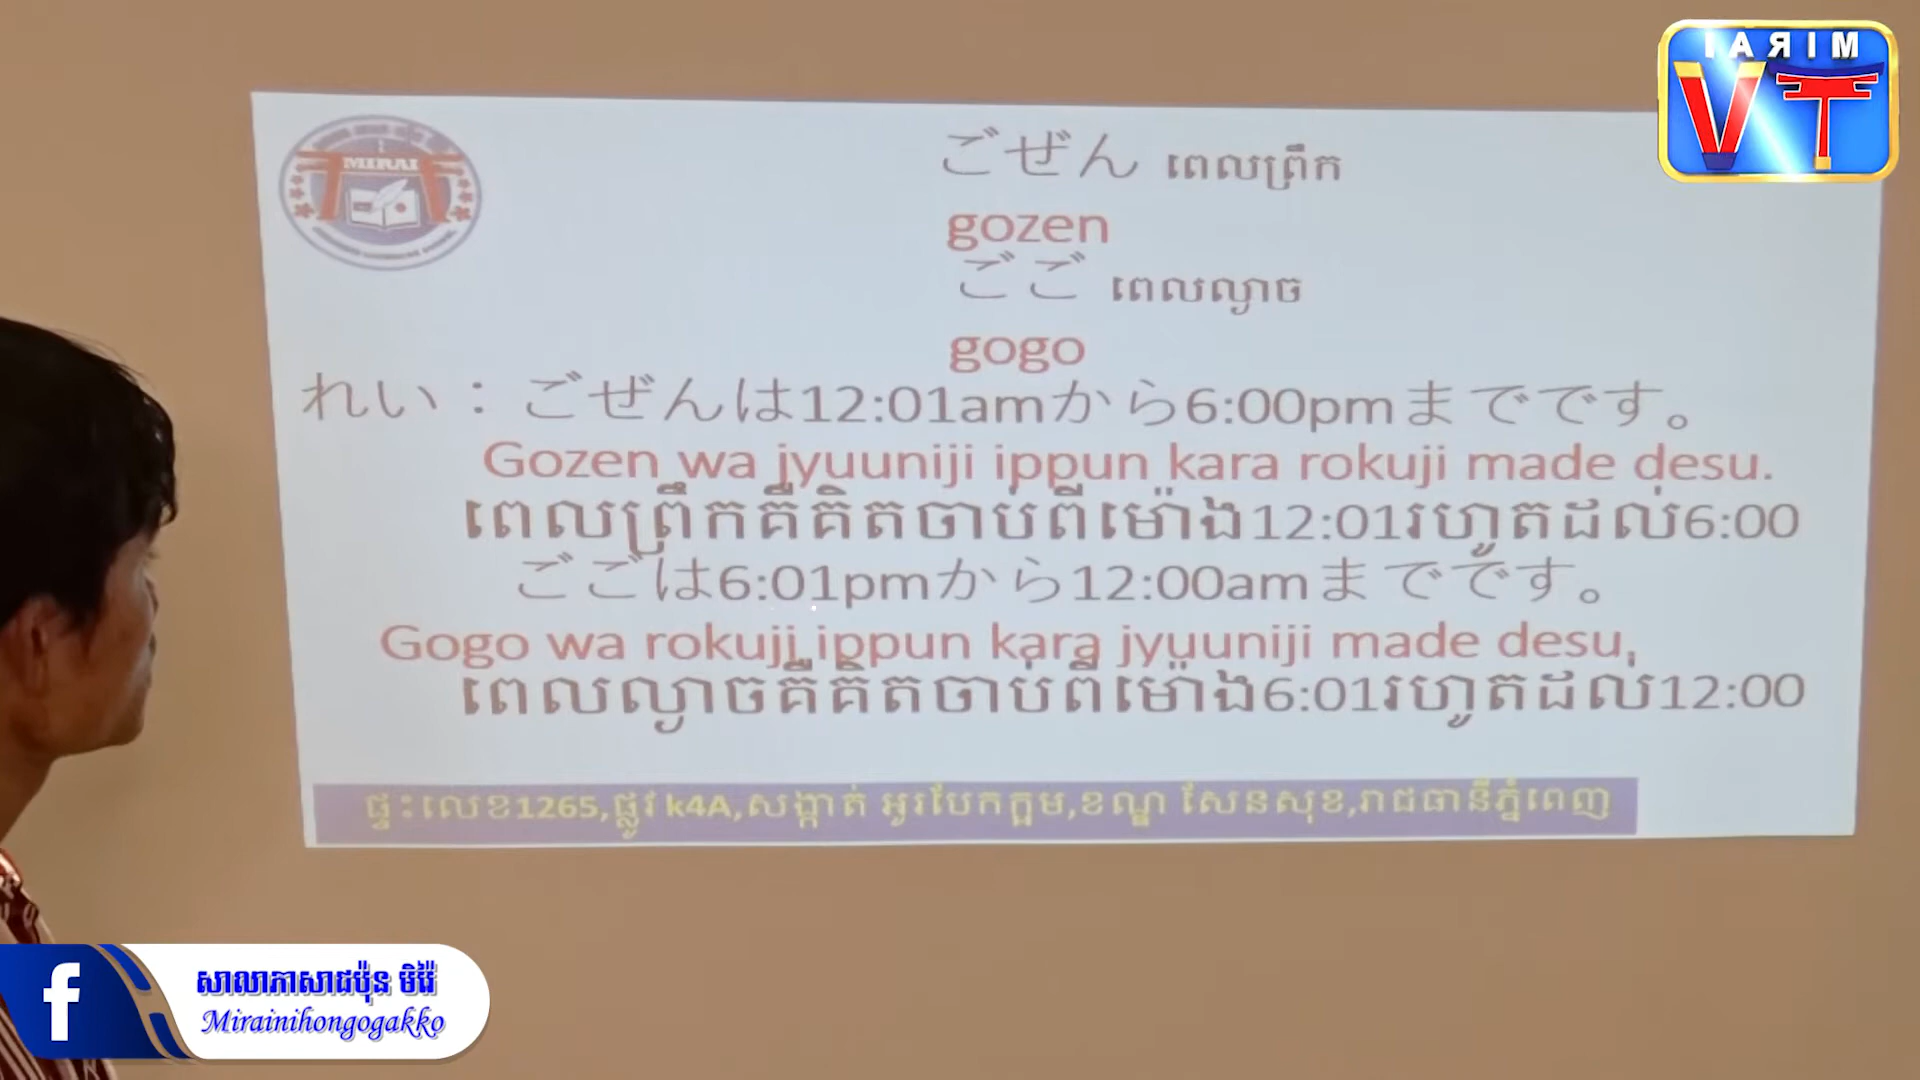 MIRAI
VT
MIRAI
ごぜん ពេលព្រឹក
gozen
ごご ពេលល្ងាច
gogo
れい：ごぜんは12:01amから6:00pmまでです。
Gozen wa jyuuniji ippun kara rokuji made desu.
ពេលព្រឹកគឺគិតចាប់ពីម៉ោង12:01រហូតដល់6:00
ごごは6:01pmから12:00amまでです。
Gogo wa rokuji ippun kara jyuuniji made desu.
ពេលល្ងាចគឺគិតចាប់ពីម៉ោង6:01រហូតដល់12:00
ផ្ទះលេខ1265,ផ្លូវ k4A,សង្កាត់ អូរបែកក្អម,ខណ្ឌ សែនសុខ,រាជធានីភ្នំពេញ
f
សាលាភាសាជប៉ុន មិរ៉ៃ
Mirainihongogakko